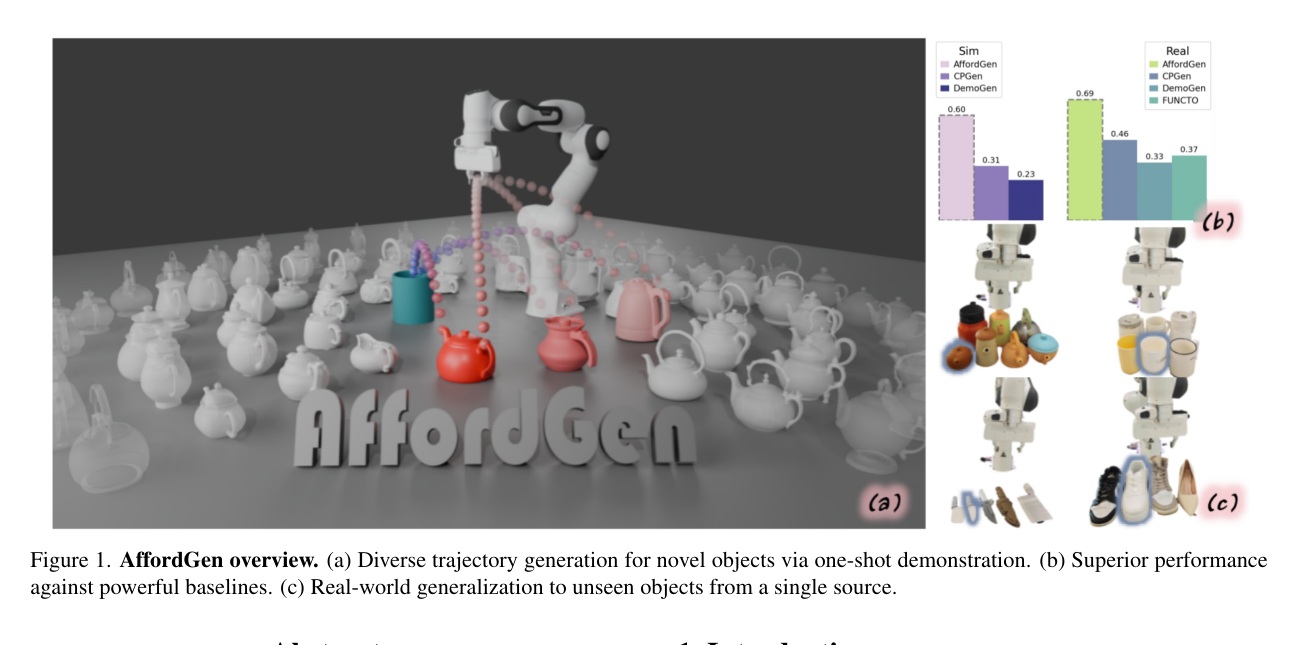 Sim
AffordGen
CPGen
DemoGen
0.60
0.31
0.23
Real
AffordGen
CPGen
DemoGen
FUNCTO
0.69
0.46
0.33
0.37
(b)
AffordGen
(a)
(c)
Figure 1. AffordGen overview. (a) Diverse trajectory generation for novel objects via one-shot demonstration. (b) Superior performance
against powerful baselines. (c) Real-world generalization to unseen objects from a single source.